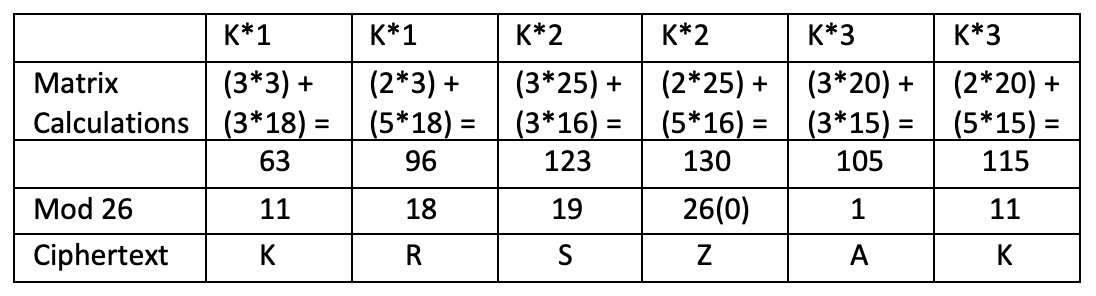 K*1 K*1 K*2 K*2 K*3 K*3
Matrix (3*3) + (2*3) + (3*25) + (2*25) + (3*20) + (2*20) +
Calculations (3*18) = (5*18) = (3*16) = (5*16) = (3*15) = (5*15) =
63 96 123 130 105 115
Mod 26 11 18 19 26(0) 1 11
Ciphertext K R S Z A K